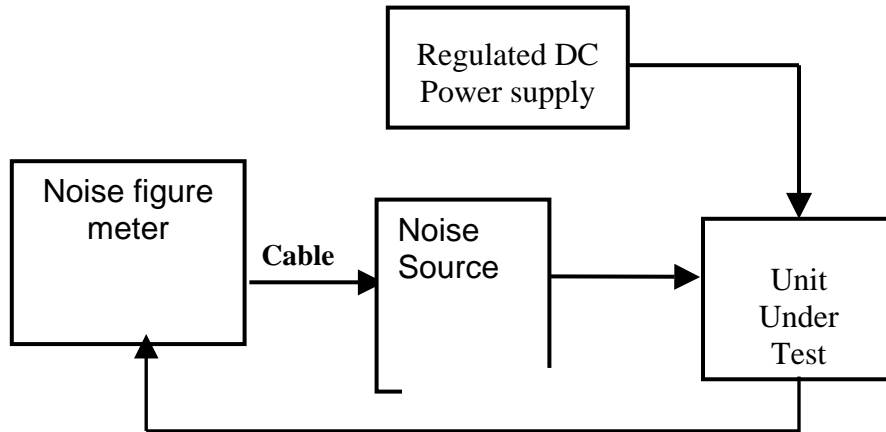 Regulated DC
Power supply
Noise figure
meter
Cable
Noise
Source
Unit
Under
Test